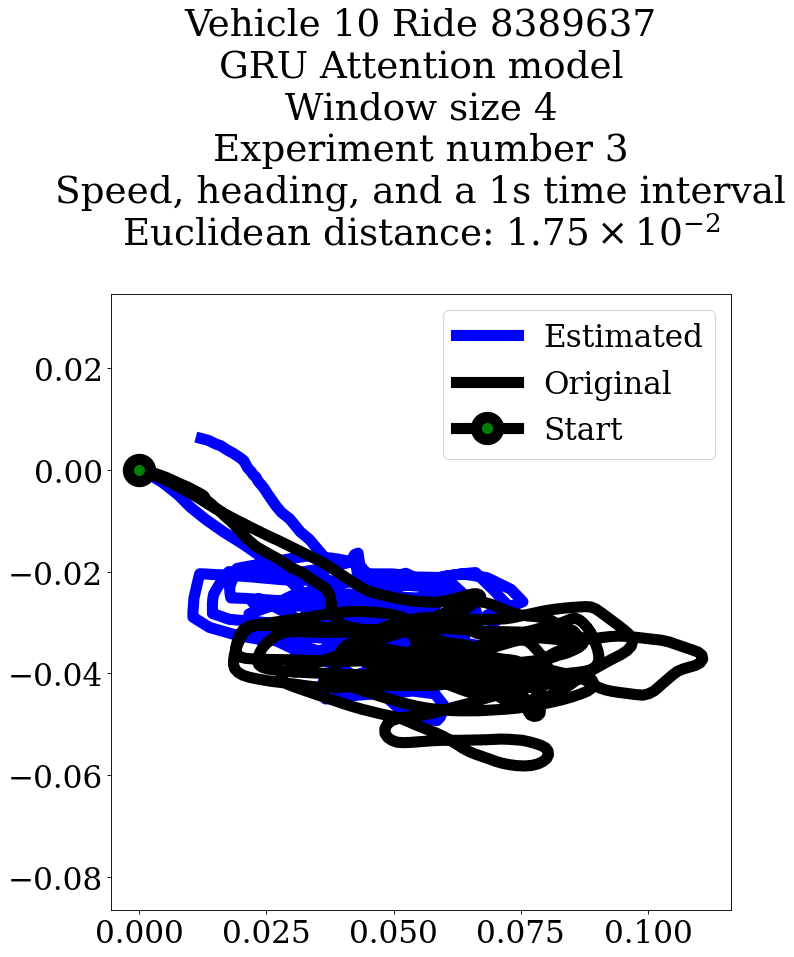 Vehicle 10 Ride 8389637
GRU Attention model
Window size 4
Experiment number 3
Speed, heading, and a 1s time interval
Euclidean distance: 1.75 × 10⁻²
Estimated
Original
Start
0.02
0.00
−0.02
−0.04
−0.06
−0.08
0.000 0.025 0.050 0.075 0.100